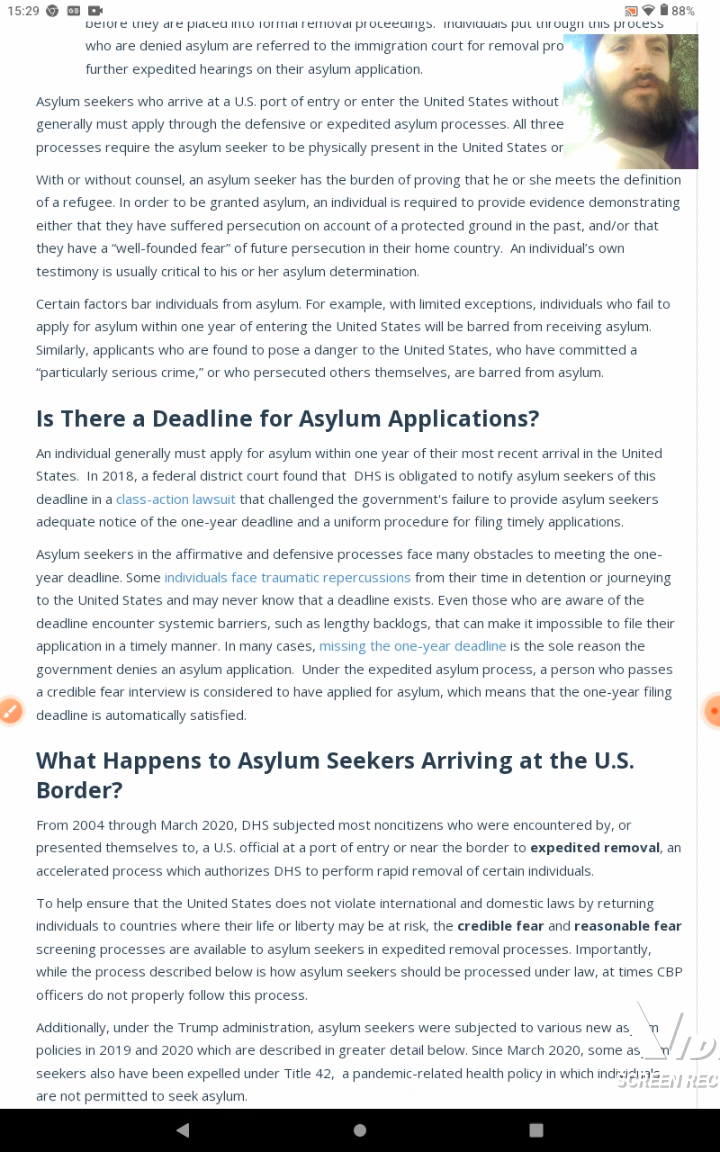 15:29 88%
before they are placed into formal removal proceedings.  Individuals put through this process
who are denied asylum are referred to the immigration court for removal pro
further expedited hearings on their asylum application.
Asylum seekers who arrive at a U.S. port of entry or enter the United States without
generally must apply through the defensive or expedited asylum processes. All three
processes require the asylum seeker to be physically present in the United States or
With or without counsel, an asylum seeker has the burden of proving that he or she meets the definition
of a refugee. In order to be granted asylum, an individual is required to provide evidence demonstrating
either that they have suffered persecution on account of a protected ground in the past, and/or that
they have a “well-founded fear” of future persecution in their home country.  An individual’s own
testimony is usually critical to his or her asylum determination.
Certain factors bar individuals from asylum. For example, with limited exceptions, individuals who fail to
apply for asylum within one year of entering the United States will be barred from receiving asylum.
Similarly, applicants who are found to pose a danger to the United States, who have committed a
“particularly serious crime,” or who persecuted others themselves, are barred from asylum.
Is There a Deadline for Asylum Applications?
An individual generally must apply for asylum within one year of their most recent arrival in the United
States.  In 2018, a federal district court found that  DHS is obligated to notify asylum seekers of this
deadline in a class-action lawsuit that challenged the government's failure to provide asylum seekers
adequate notice of the one-year deadline and a uniform procedure for filing timely applications.
Asylum seekers in the affirmative and defensive processes face many obstacles to meeting the one-
year deadline. Some individuals face traumatic repercussions from their time in detention or journeying
to the United States and may never know that a deadline exists. Even those who are aware of the
deadline encounter systemic barriers, such as lengthy backlogs, that can make it impossible to file their
application in a timely manner. In many cases, missing the one-year deadline is the sole reason the
government denies an asylum application.  Under the expedited asylum process, a person who passes
a credible fear interview is considered to have applied for asylum, which means that the one-year filing
deadline is automatically satisfied.
What Happens to Asylum Seekers Arriving at the U.S.
Border?
From 2004 through March 2020, DHS subjected most noncitizens who were encountered by, or
presented themselves to, a U.S. official at a port of entry or near the border to expedited removal, an
accelerated process which authorizes DHS to perform rapid removal of certain individuals.
To help ensure that the United States does not violate international and domestic laws by returning
individuals to countries where their life or liberty may be at risk, the credible fear and reasonable fear
screening processes are available to asylum seekers in expedited removal processes. Importantly,
while the process described below is how asylum seekers should be processed under law, at times CBP
officers do not properly follow this process.
Additionally, under the Trump administration, asylum seekers were subjected to various new
policies in 2019 and 2020 which are described in greater detail below. Since March 2020, some
seekers also have been expelled under Title 42,  a pandemic-related health policy in which individuals
are not permitted to seek asylum.
SCREEN REC